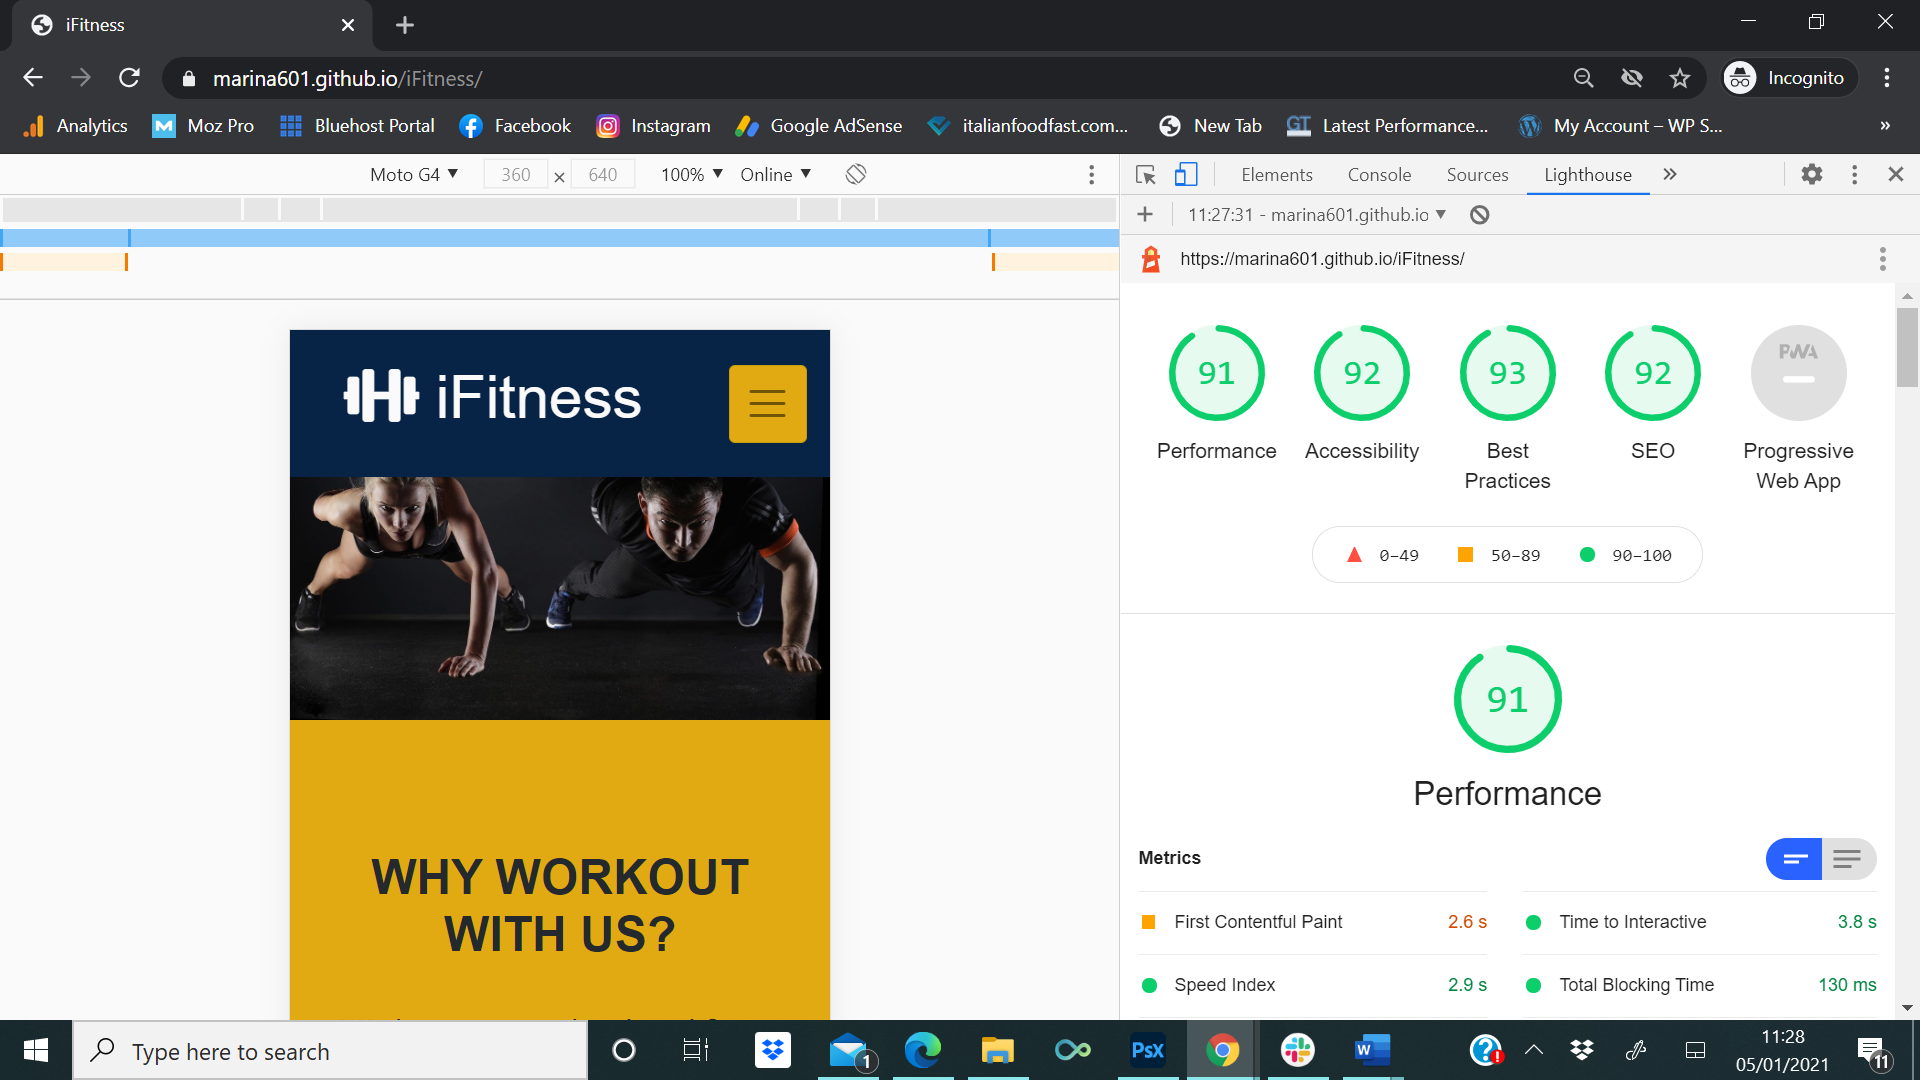 iFitness
marina601.github.io/iFitness/
Incognito
Analytics
Moz Pro
Bluehost Portal
Facebook
Instagram
Google AdSense
italianfoodfast.com...
New Tab
GT
Latest Performance...
My Account – WP S...
»
Moto G4
360 × 640
100%
Online
Elements
Console
Sources
Lighthouse
»
11:27:31 - marina601.github.io
https://marina601.github.io/iFitness/
iFitness
91
92
93
92
PWA
Performance
Accessibility
Best
Practices
SEO
Progressive
Web App
0–49
50–89
90–100
91
Performance
Metrics
First Contentful Paint 2.6 s
Time to Interactive 3.8 s
Speed Index 2.9 s
Total Blocking Time 130 ms
WHY WORKOUT
WITH US?
Type here to search
1
Psx
W
11:28
05/01/2021
11